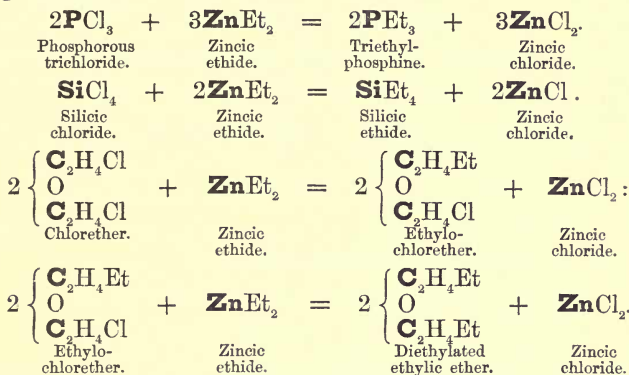 2PCl₃ + 3ZnEt₂ = 2PEt₃ + 3ZnCl₂.
Phosphorous Zincic Triethyl- Zincic
trichloride. ethide. phosphine. chloride.
SiCl₄ + 2ZnEt₂ = SiEt₄ + 2ZnCl .
Silicic Zincic Silicic Zincic
chloride. ethide. ethide. chloride.
C₂H₄Cl C₂H₄Et
2 { O + ZnEt₂ = 2 { O + ZnCl₂:
C₂H₄Cl C₂H₄Cl
Chlorether. Zincic Ethylo- Zincic
ethide. chlorether. chloride.
C₂H₄Et C₂H₄Et
2 { O + ZnEt₂ = 2 { O + ZnCl₂.
C₂H₄Cl C₂H₄Et
Ethylo- Zincic Diethylated Zincic
chlorether. ethide. ethylic ether. chloride.